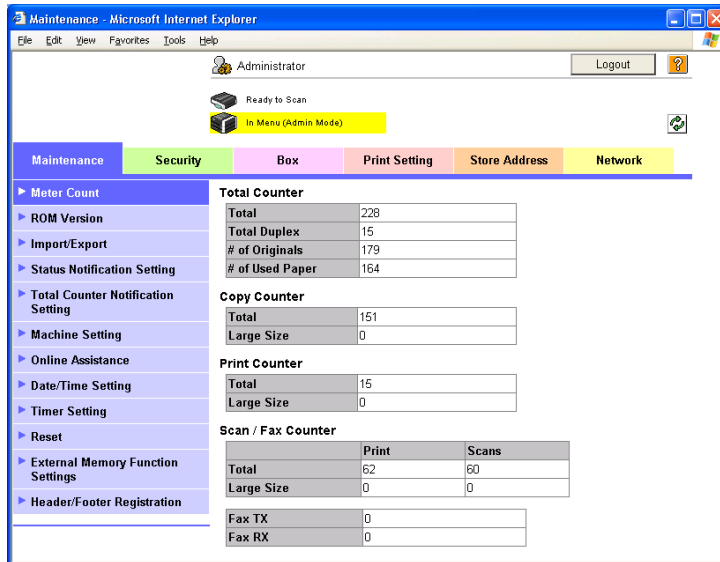 Maintenance - Microsoft Internet Explorer
File Edit View Favorites Tools Help
Administrator
Logout
?
Ready to Scan
In Menu (Admin Mode)
Maintenance Security Box Print Setting Store Address Network
Meter Count
ROM Version
Import/Export
Status Notification Setting
Total Counter Notification
Setting
Machine Setting
Online Assistance
Date/Time Setting
Timer Setting
Reset
External Memory Function
Settings
Header/Footer Registration
Total Counter
Total 228
Total Duplex 15
# of Originals 179
# of Used Paper 164
Copy Counter
Total 151
Large Size 0
Print Counter
Total 15
Large Size 0
Scan / Fax Counter
Print Scans
Total 62 60
Large Size 0 0
Fax TX 0
Fax RX 0